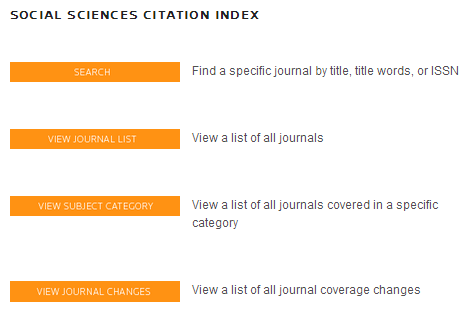 SOCIAL SCIENCES CITATION INDEX
SEARCH
Find a specific journal by title, title words, or ISSN
VIEW JOURNAL LIST
View a list of all journals
VIEW SUBJECT CATEGORY
View a list of all journals covered in a specific
category
VIEW JOURNAL CHANGES
View a list of all journal coverage changes